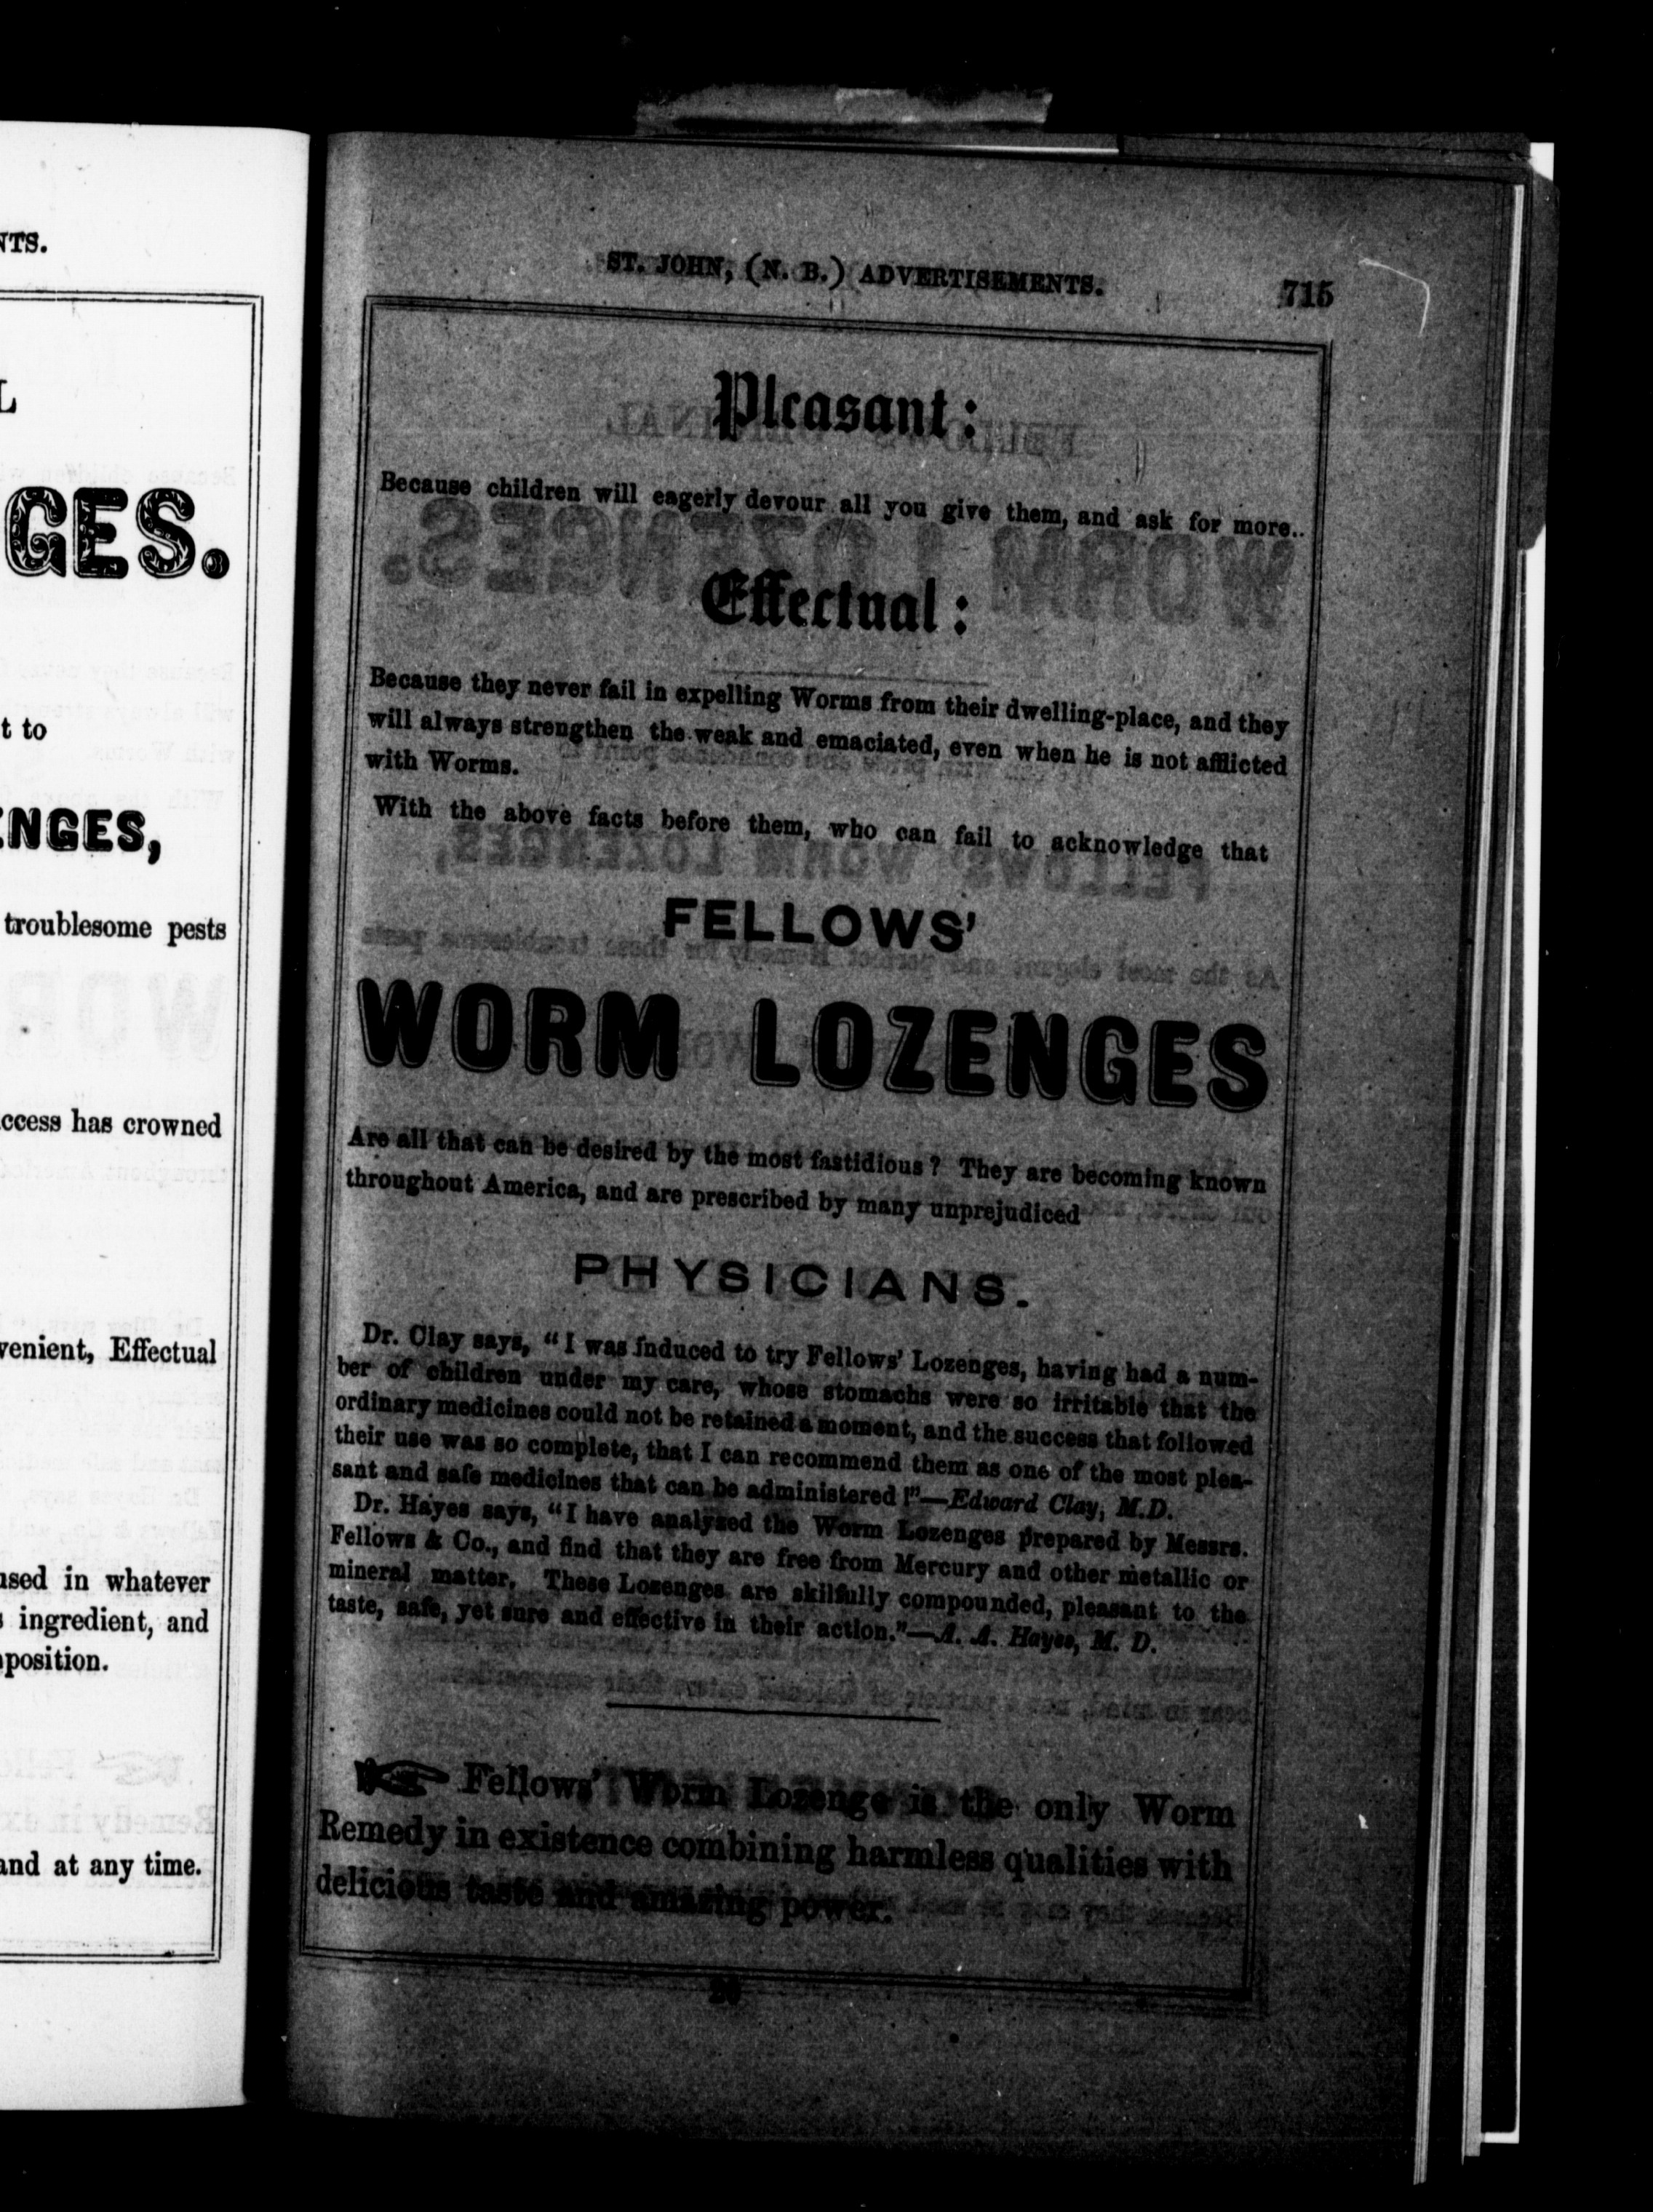 NTS.
L
GES.
t to
ENGES,
troublesome pests
ccess has crowned
venient, Effectual
used in whatever
s ingredient, and
position.
and at any time.
ST. JOHN, (N. B.) ADVERTISEMENTS.
715
Pleasant:
Because children will eagerly devour all you give them, and ask for more..
Effectual:
Because they never fail in expelling Worms from their dwelling-place, and they
will always strengthen the weak and emaciated, even when he is not afflicted
with Worms.
With the above facts before them, who can fail to acknowledge that
FELLOWS'
WORM LOZENGES
Are all that can be desired by the most fastidious? They are becoming known
throughout America, and are prescribed by many unprejudiced
PHYSICIANS.
Dr. Clay says, "I was induced to try Fellows' Lozenges, having had a num-
ber of children under my care, whose stomachs were so irritable that the
ordinary medicines could not be retained a moment, and the success that followed
their use was so complete, that I can recommend them as one of the most plea-
sant and safe medicines that can be administered!"—Edward Clay, M.D.
Dr. Hayes says, "I have analyzed the Worm Lozenges prepared by Messrs.
Fellows & Co., and find that they are free from Mercury and other metallic or
mineral matter. These Lozenges are skilfully compounded, pleasant to the
taste, safe, yet sure and effective in their action."—A. A. Hayes, M. D.
☞ Fellows' Worm Lozenge is the only Worm
Remedy in existence combining harmless qualities with
delicious taste and amazing power.
26